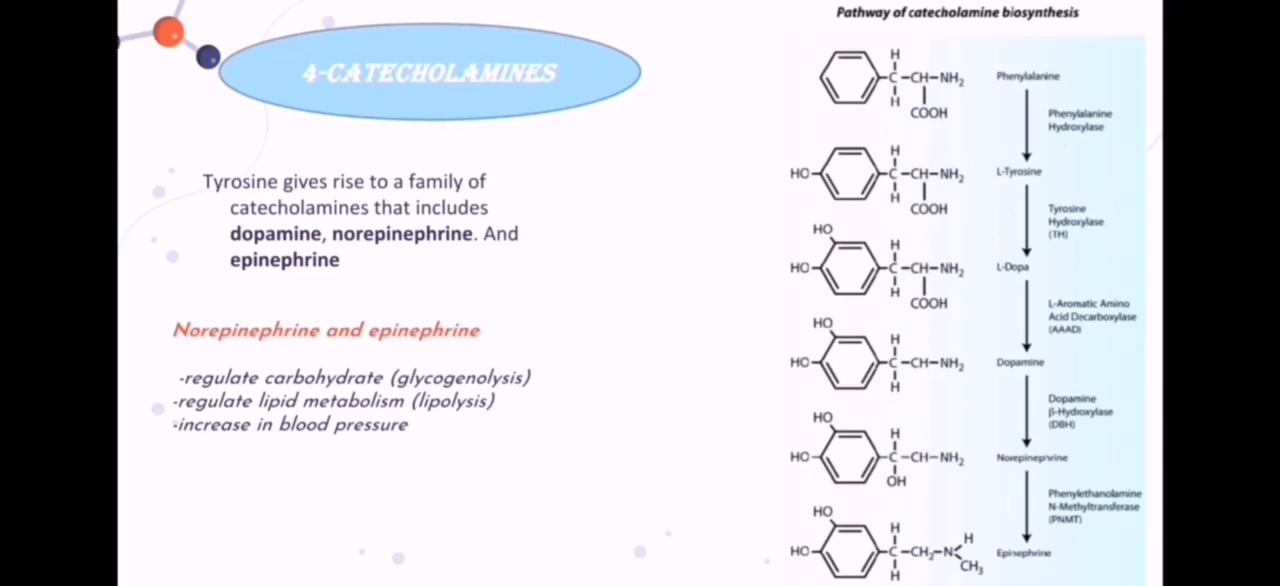 4-CATECHOLAMINES
Tyrosine gives rise to a family of
catecholamines that includes
dopamine, norepinephrine. And
epinephrine
Norepinephrine and epinephrine
-regulate carbohydrate (glycogenolysis)
-regulate lipid metabolism (lipolysis)
-increase in blood pressure
Pathway of catecholamine biosynthesis
H
C-CH-NH₂
H
COOH
Phenylalanine
Phenylalanine
Hydroxylase
H
HO
C-CH-NH₂
H
COOH
L-Tyrosine
Tyrosine
Hydroxylase
(TH)
HO
H
HO
C-CH-NH₂
H
COOH
L-Dopa
L-Aromatic Amino
Acid Decarboxylase
(AAAD)
HO
H
HO
C-CH-NH₂
H
Dopamine
Dopamine
β-Hydroxylase
(DBH)
HO
H
HO
C-CH-NH₂
OH
Norepinephrine
Phenylethanolamine
N-Methyltransferase
(PNMT)
HO
H
H
HO
C-CH₂-N
CH₃
H
Epinephrine